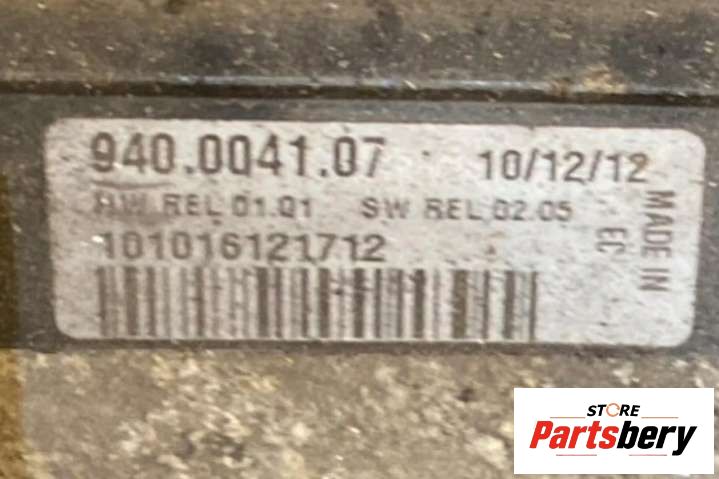 940.0041.07 10/12/12
HW REL 01.01 SW REL 02.05
101016121712
MADE IN
EC
STORE
Partsbery